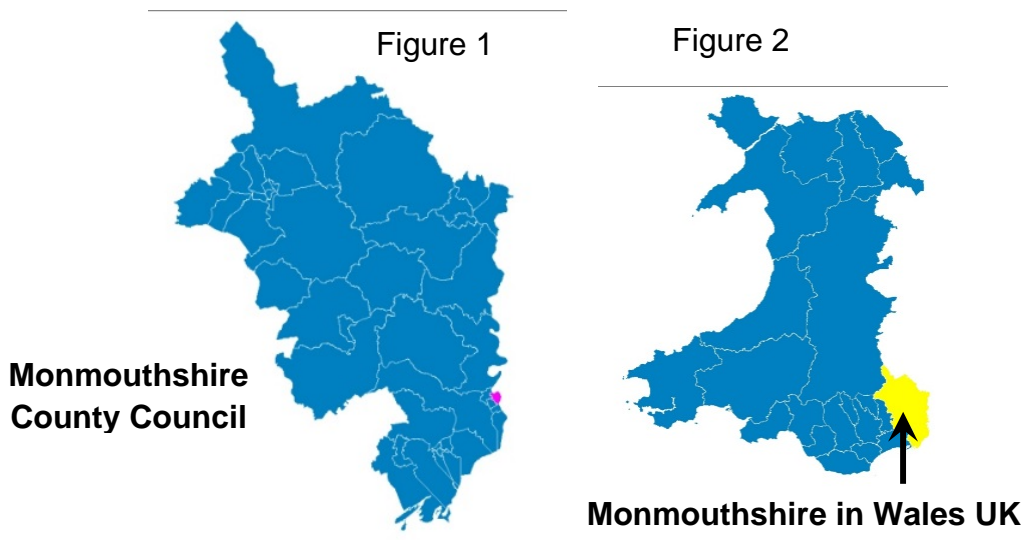 Figure 1
Figure 2
Monmouthshire
County Council
Monmouthshire in Wales UK